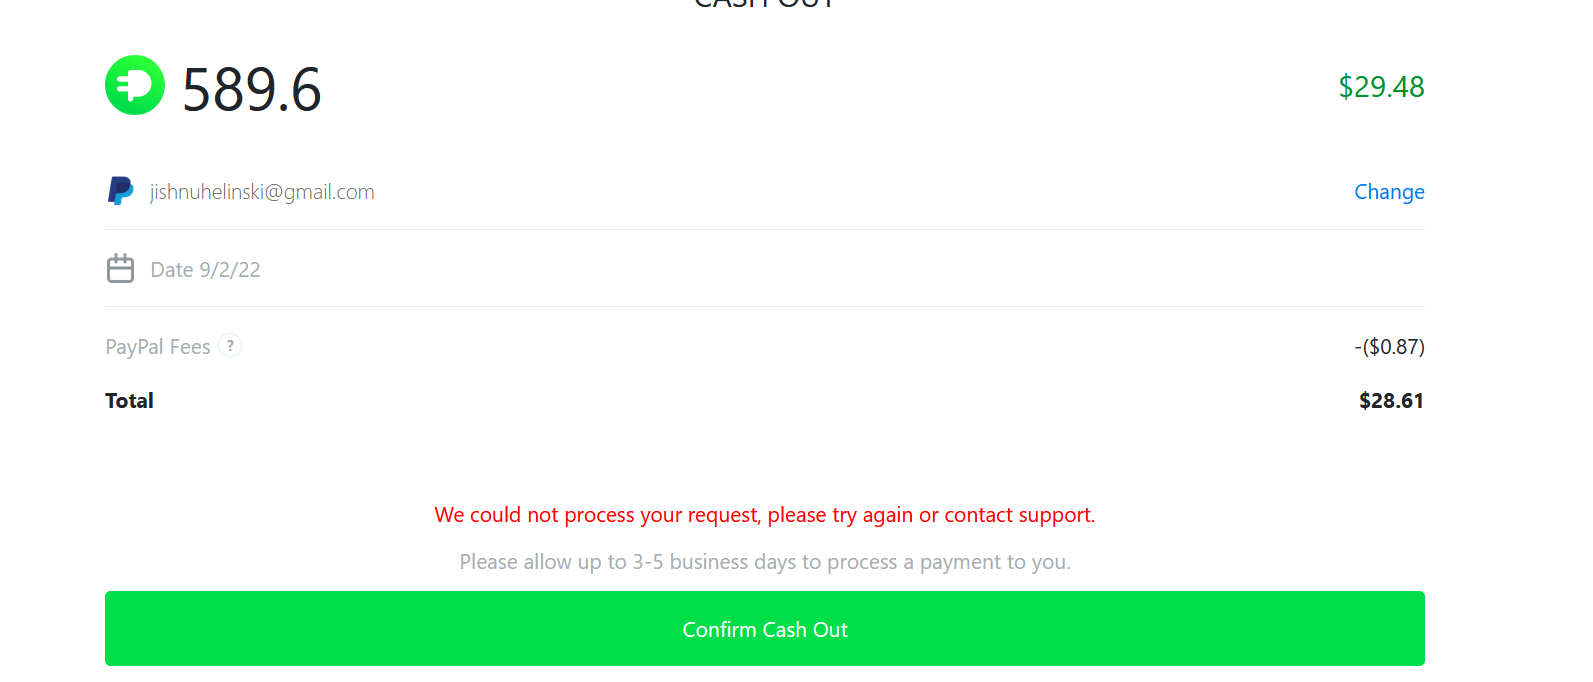 CASH OUT
589.6
$29.48
jishnuhelinski@gmail.com
Change
Date 9/2/22
PayPal Fees ?
-($0.87)
Total
$28.61
We could not process your request, please try again or contact support.
Please allow up to 3-5 business days to process a payment to you.
Confirm Cash Out